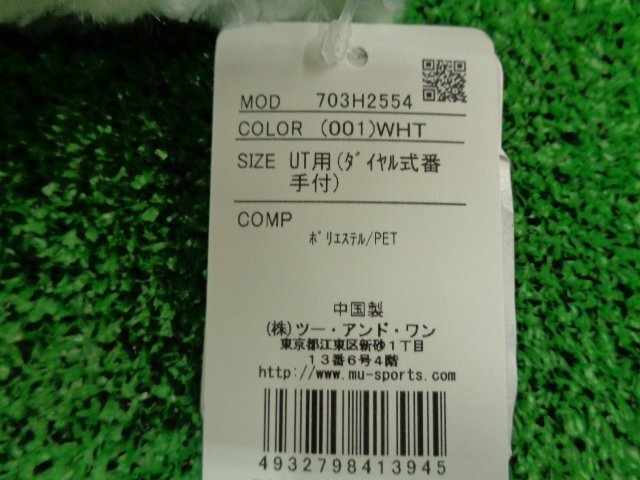 MOD 703H2554
COLOR (001)WHT
SIZE UT用(ﾀﾞｲﾔﾙ式番
手付)
COMP
ﾎﾟﾘｴｽﾃﾙ/PET
中国製
(株)ツー・アンド・ワン
東京都江東区新砂1丁目
13番6号4階
http://www.mu-sports.com
4932798413945